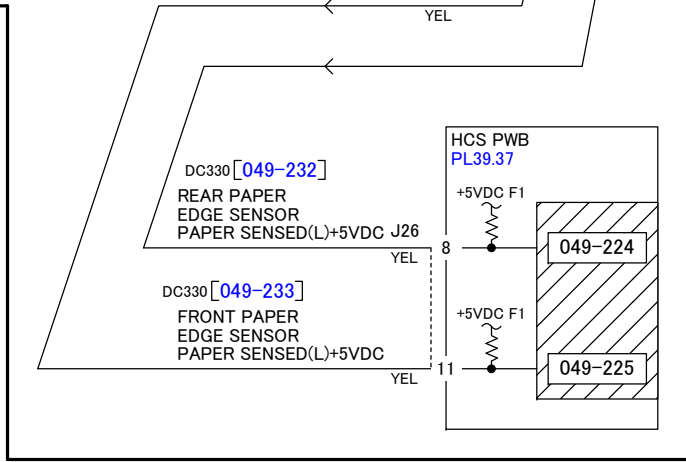 YEL
HCS PWB
PL39.37
DC330[049-232]
REAR PAPER
EDGE SENSOR
PAPER SENSED(L)+5VDC J26
YEL
8
+5VDC F1
049-224
DC330[049-233]
FRONT PAPER
EDGE SENSOR
PAPER SENSED(L)+5VDC
YEL
11
+5VDC F1
049-225